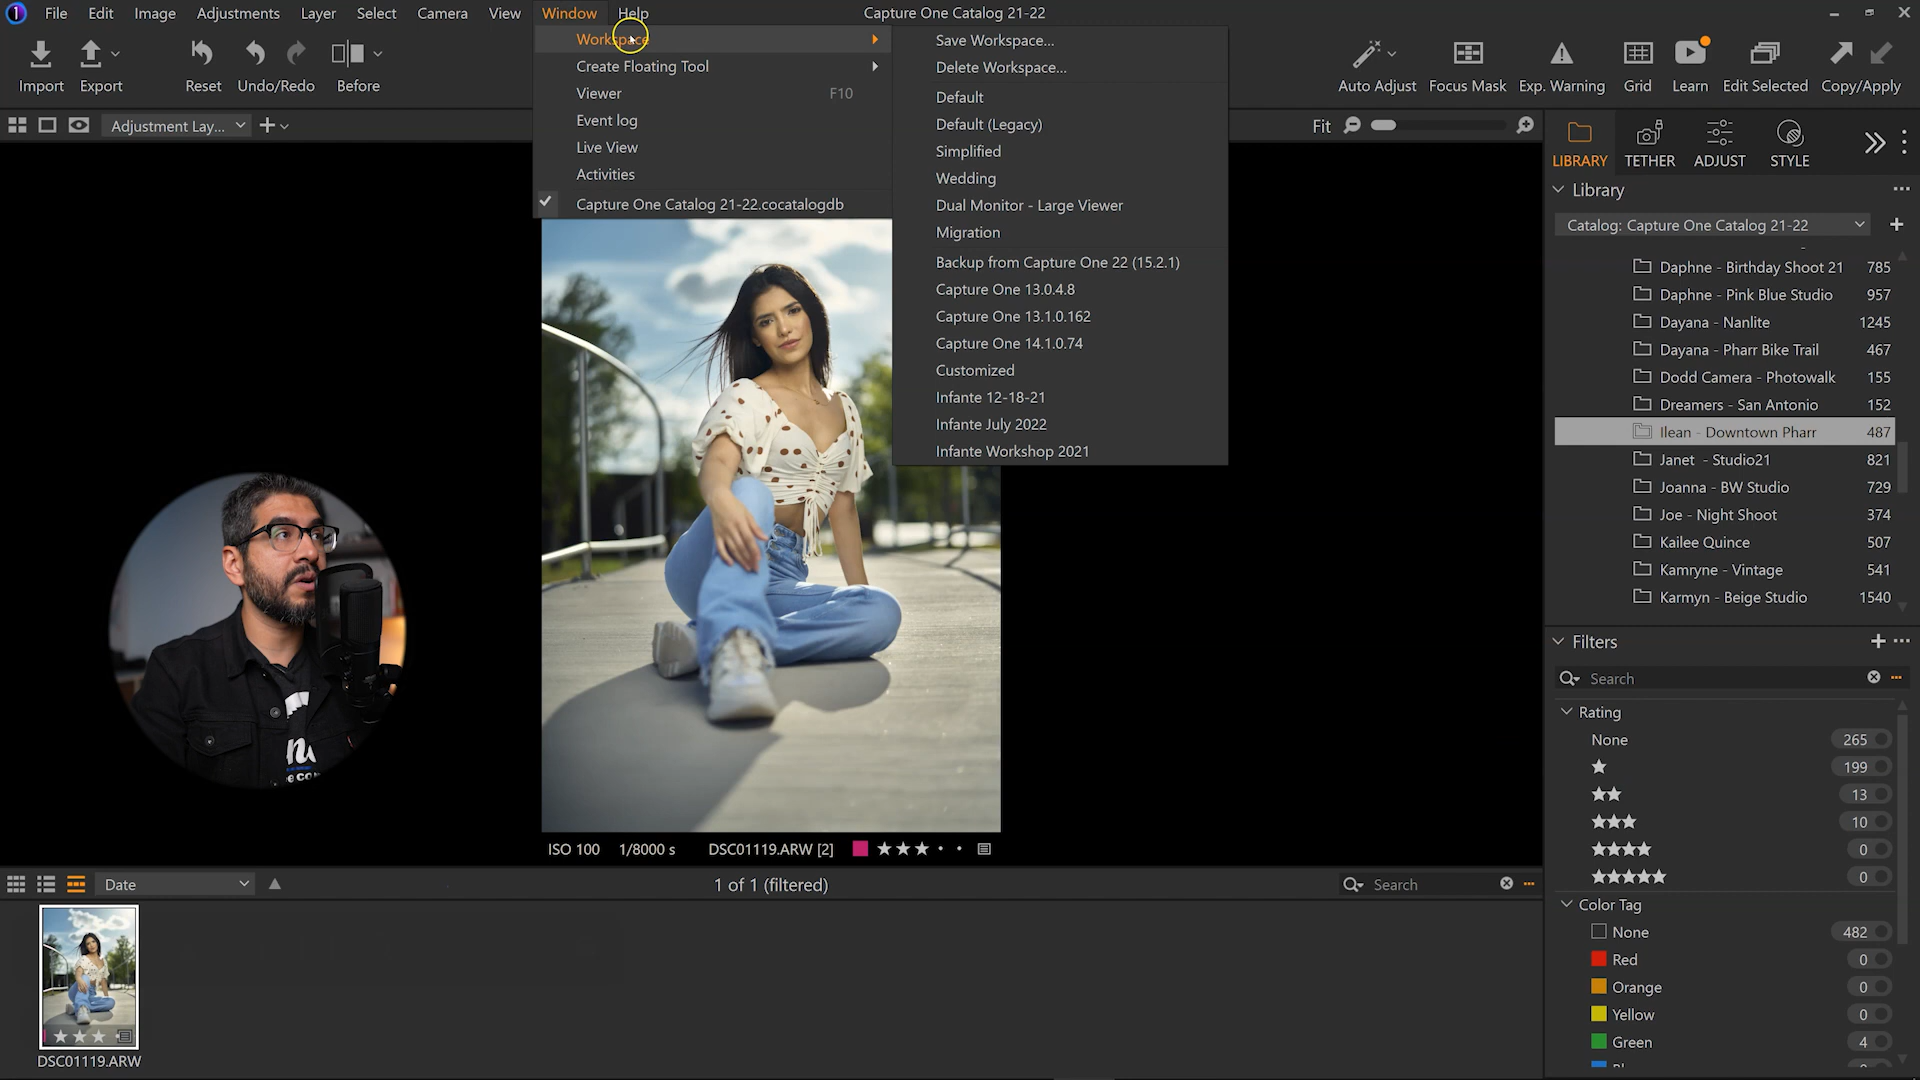 File Edit Image Adjustments Layer Select Camera View Window Help
Capture One Catalog 21-22
Import
Export
Reset
Undo/Redo
Before
Auto Adjust
Focus Mask
Exp. Warning
Grid
Learn
Edit Selected
Copy/Apply
Workspace
Create Floating Tool
Viewer F10
Event log
Live View
Activities
Capture One Catalog 21-22.cocatalogdb
Save Workspace...
Delete Workspace...
Default
Default (Legacy)
Simplified
Wedding
Dual Monitor - Large Viewer
Migration
Backup from Capture One 22 (15.2.1)
Capture One 13.0.4.8
Capture One 13.1.0.162
Capture One 14.1.0.74
Customized
Infante 12-18-21
Infante July 2022
Infante Workshop 2021
Adjustment Lay...
Fit
LIBRARY
TETHER
ADJUST
STYLE
Library
Catalog: Capture One Catalog 21-22
Daphne - Birthday Shoot 21 785
Daphne - Pink Blue Studio 957
Dayana - Nanlite 1245
Dayana - Pharr Bike Trail 467
Dodd Camera - Photowalk 155
Dreamers - San Antonio 152
Ilean - Downtown Pharr 487
Janet - Studio21 821
Joanna - BW Studio 729
Joe - Night Shoot 374
Kailee Quince 507
Kamryne - Vintage 541
Karmyn - Beige Studio 1540
Filters
Search
Rating
None 265
199
13
10
0
0
Color Tag
None 482
Red 0
Orange 0
Yellow 0
Green 4
ISO 100 1/8000 s DSC01119.ARW [2]
Date
1 of 1 (filtered)
Search
DSC01119.ARW